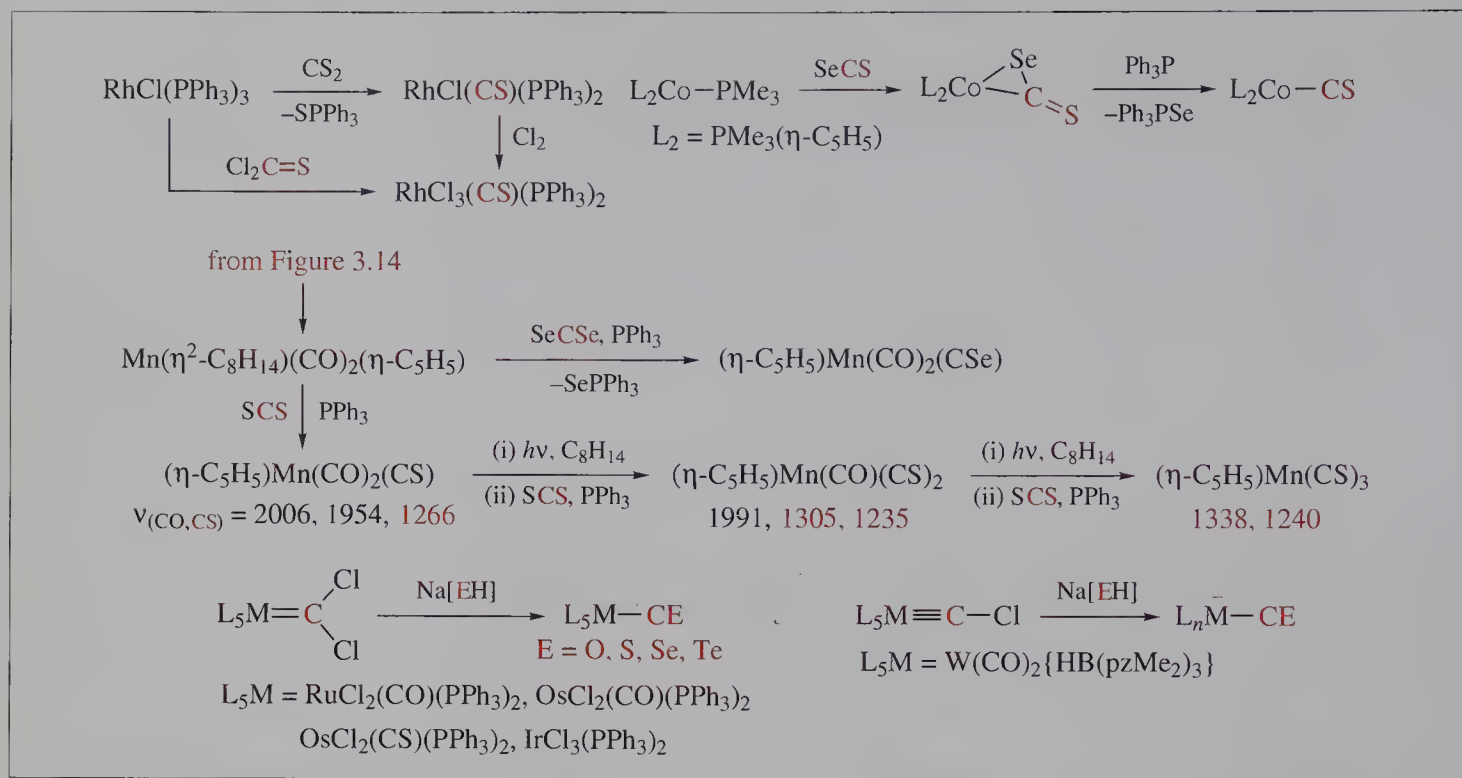 RhCl(PPh₃)₃ CS₂ –SPPh₃ RhCl(CS)(PPh₃)₂ L₂Co–PMe₃ SeCS L₂Co Se C=S Ph₃P –Ph₃PSe L₂Co–CS
Cl₂ L₂ = PMe₃(η-C₅H₅)
Cl₂C=S
RhCl₃(CS)(PPh₃)₂
from Figure 3.14
Mn(η²-C₈H₁₄)(CO)₂(η-C₅H₅) SeCSe, PPh₃ –SePPh₃ (η-C₅H₅)Mn(CO)₂(CSe)
SCS PPh₃
(η-C₅H₅)Mn(CO)₂(CS) (i) hν, C₈H₁₄ (ii) SCS, PPh₃ (η-C₅H₅)Mn(CO)(CS)₂ (i) hν, C₈H₁₄ (ii) SCS, PPh₃ (η-C₅H₅)Mn(CS)₃
ν(CO,CS) = 2006, 1954, 1266 1991, 1305, 1235 1338, 1240
L₅M=C Cl Cl Na[EH] L₅M–CE L₅M≡C–Cl Na[EH] LₙM̄–CE
E = O, S, Se, Te L₅M = W(CO)₂{HB(pzMe₂)₃}
L₅M = RuCl₂(CO)(PPh₃)₂, OsCl₂(CO)(PPh₃)₂
OsCl₂(CS)(PPh₃)₂, IrCl₃(PPh₃)₂